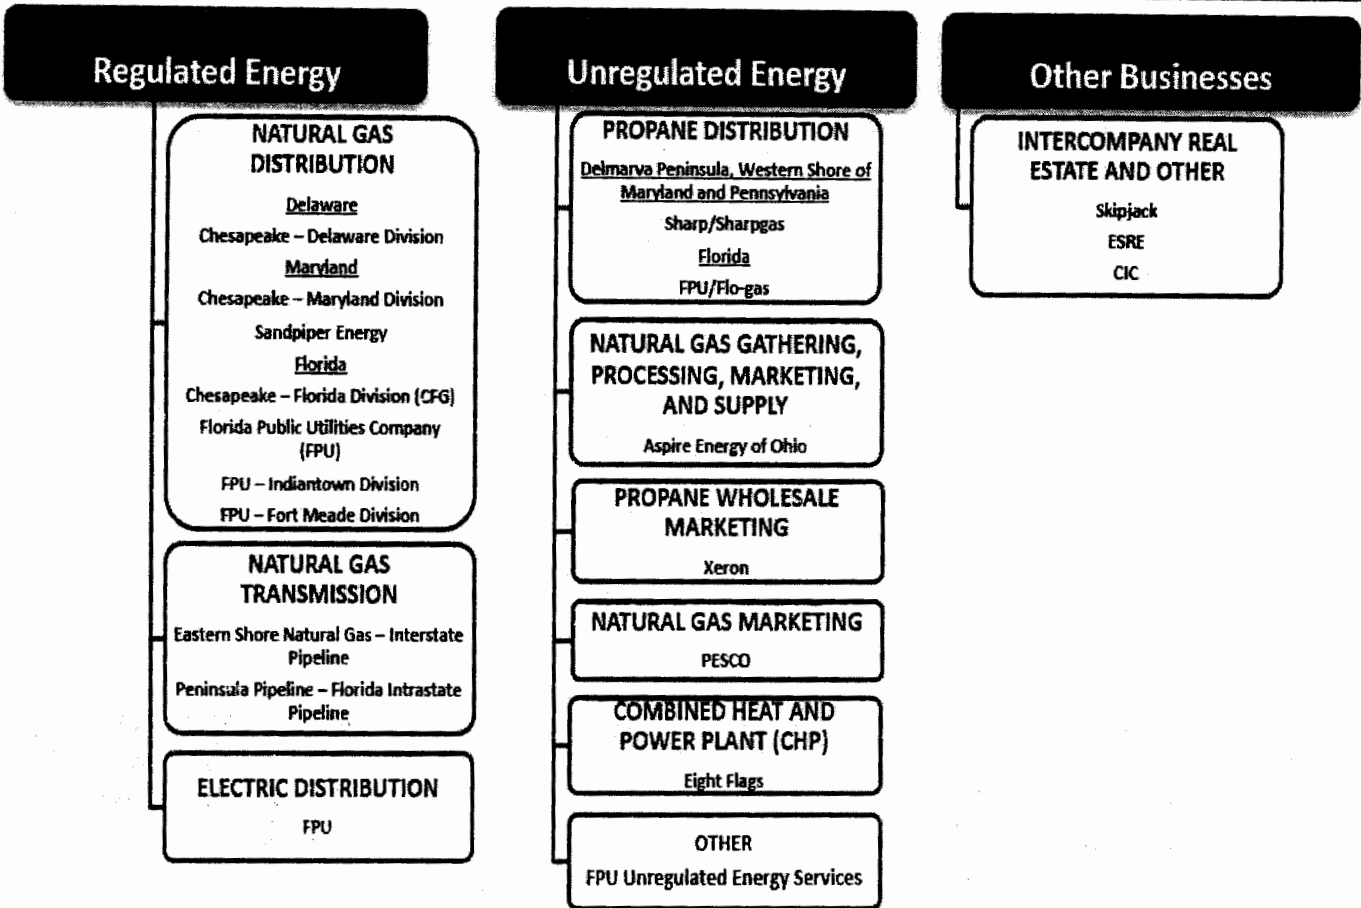 Regulated Energy
NATURAL GAS
DISTRIBUTION
Delaware
Chesapeake – Delaware Division
Maryland
Chesapeake – Maryland Division
Sandpiper Energy
Florida
Chesapeake – Florida Division (CFG)
Florida Public Utilities Company
(FPU)
FPU – Indiantown Division
FPU – Fort Meade Division
NATURAL GAS
TRANSMISSION
Eastern Shore Natural Gas – Interstate
Pipeline
Peninsula Pipeline – Florida Intrastate
Pipeline
ELECTRIC DISTRIBUTION
FPU
Unregulated Energy
PROPANE DISTRIBUTION
Delmarva Peninsula, Western Shore of
Maryland and Pennsylvania
Sharp/Sharpgas
Florida
FPU/Flo-gas
NATURAL GAS GATHERING,
PROCESSING, MARKETING,
AND SUPPLY
Aspire Energy of Ohio
PROPANE WHOLESALE
MARKETING
Xeron
NATURAL GAS MARKETING
PESCO
COMBINED HEAT AND
POWER PLANT (CHP)
Eight Flags
OTHER
FPU Unregulated Energy Services
Other Businesses
INTERCOMPANY REAL
ESTATE AND OTHER
Skipjack
ESRE
CIC